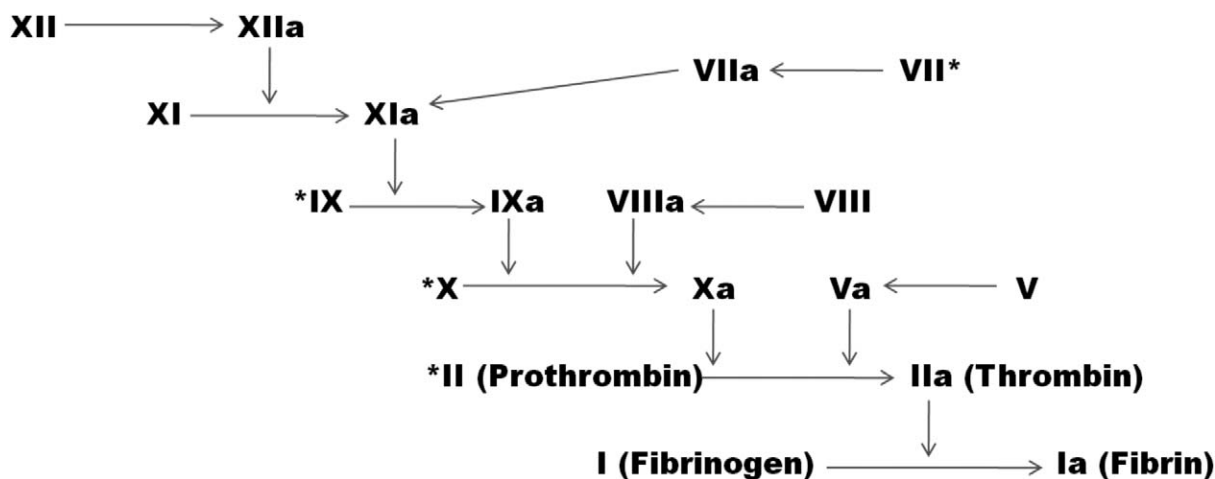 XII XIIa
VIIa VII*
XI XIa
*IX IXa VIIIa VIII
*X Xa Va V
*II (Prothrombin) IIa (Thrombin)
I (Fibrinogen) Ia (Fibrin)